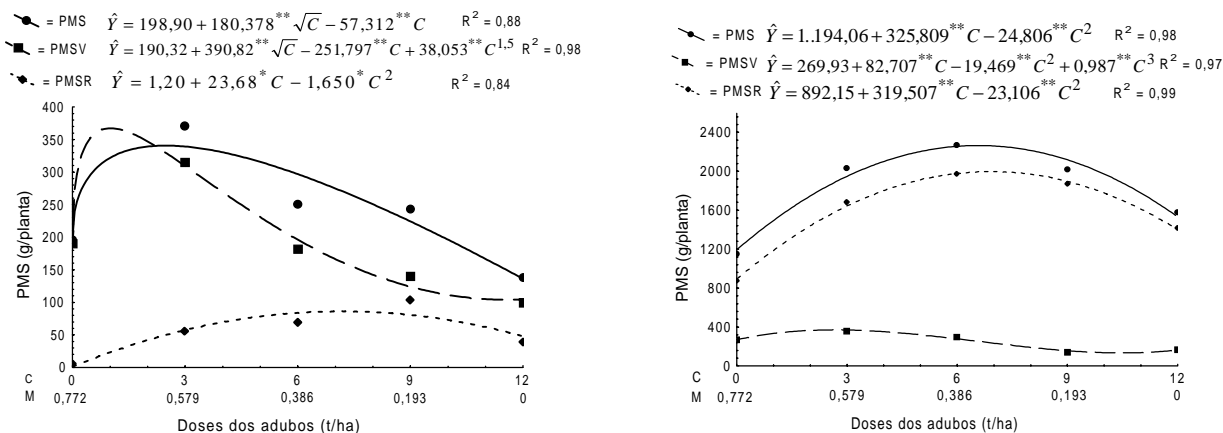 = PMS Ŷ = 198,90 + 180,378** √C − 57,312** C R² = 0,88
= PMSV Ŷ = 190,32 + 390,82** √C − 251,797** C + 38,053** C^1,5 R² = 0,98
= PMSR Ŷ = 1,20 + 23,68* C − 1,650* C² R² = 0,84
400
350
300
250
200
150
100
50
0
PMS (g/planta)
C 0 3 6 9 12
M 0,772 0,579 0,386 0,193 0
Doses dos adubos (t/ha)
= PMS Ŷ = 1..194,06 + 325,809** C − 24,806** C² R² = 0,98
= PMSV Ŷ = 269,93 + 82,707** C − 19,469** C² + 0,987** C³ R² = 0,97
= PMSR Ŷ = 892,15 + 319,507** C − 23,106** C² R² = 0,99
2400
2000
1600
1200
800
400
0
PMS (g/planta)
C 0 3 6 9 12
M 0,772 0,579 0,386 0,193 0
Doses dos adubos (t/ha)